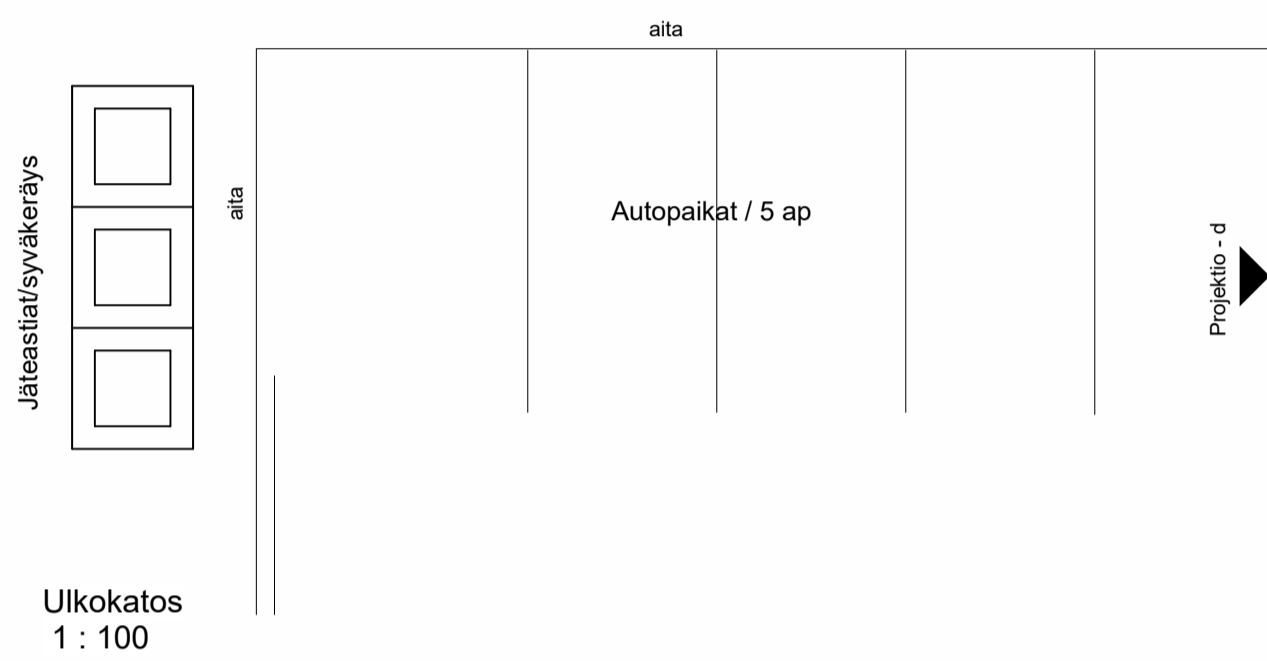 aita
Jäteastiat/syväkeräys
aita
Autopaikat / 5 ap
Projektio - d
Ulkokatos
1 : 100